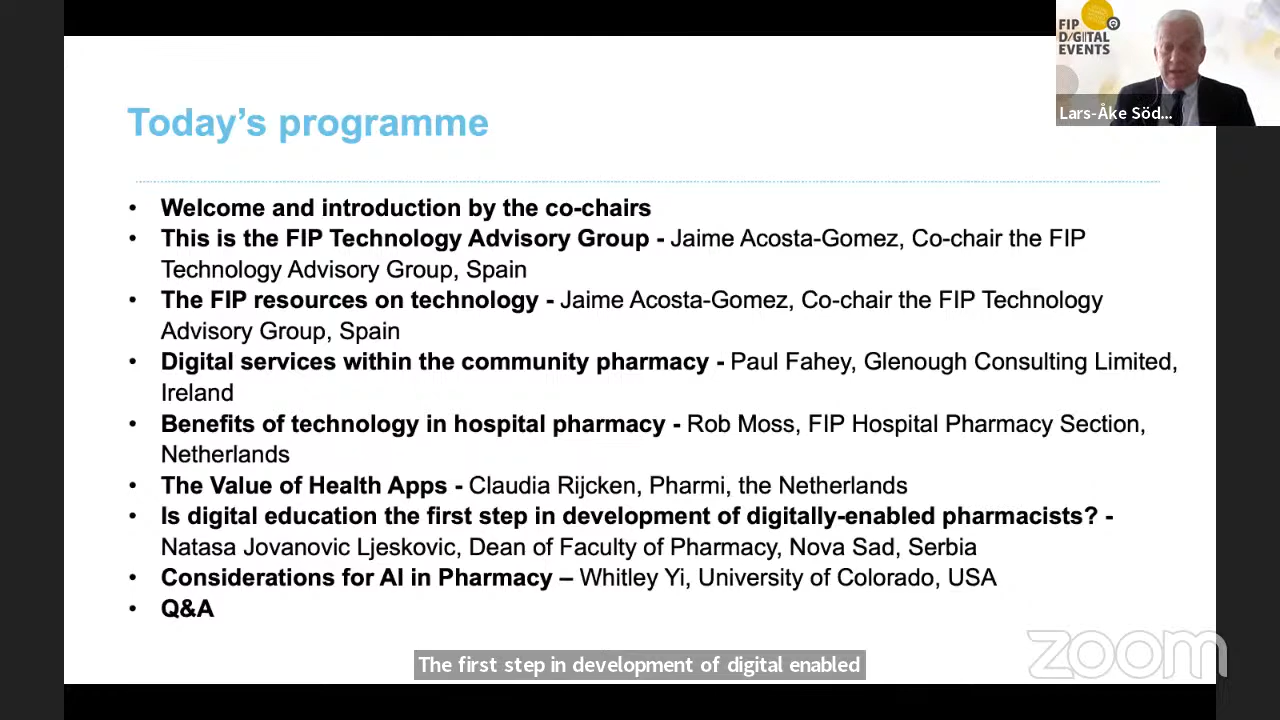 FIP
D/GITAL
EVENTS
Lars-Åke Söd...
Today's programme
• Welcome and introduction by the co-chairs
• This is the FIP Technology Advisory Group - Jaime Acosta-Gomez, Co-chair the FIP
Technology Advisory Group, Spain
• The FIP resources on technology - Jaime Acosta-Gomez, Co-chair the FIP Technology
Advisory Group, Spain
• Digital services within the community pharmacy - Paul Fahey, Glenough Consulting Limited,
Ireland
• Benefits of technology in hospital pharmacy - Rob Moss, FIP Hospital Pharmacy Section,
Netherlands
• The Value of Health Apps - Claudia Rijcken, Pharmi, the Netherlands
• Is digital education the first step in development of digitally-enabled pharmacists? -
Natasa Jovanovic Ljeskovic, Dean of Faculty of Pharmacy, Nova Sad, Serbia
• Considerations for AI in Pharmacy – Whitley Yi, University of Colorado, USA
• Q&A
The first step in development of digital enabled
zoom